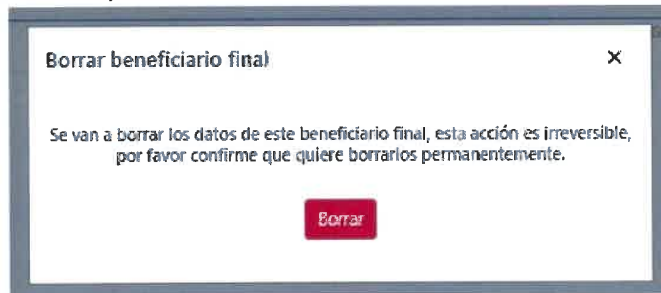 Borrar beneficiario final
×
Se van a borrar los datos de este beneficiario final, esta acción es irreversible,
por favor confirme que quiere borrarlos permanentemente.
Borrar